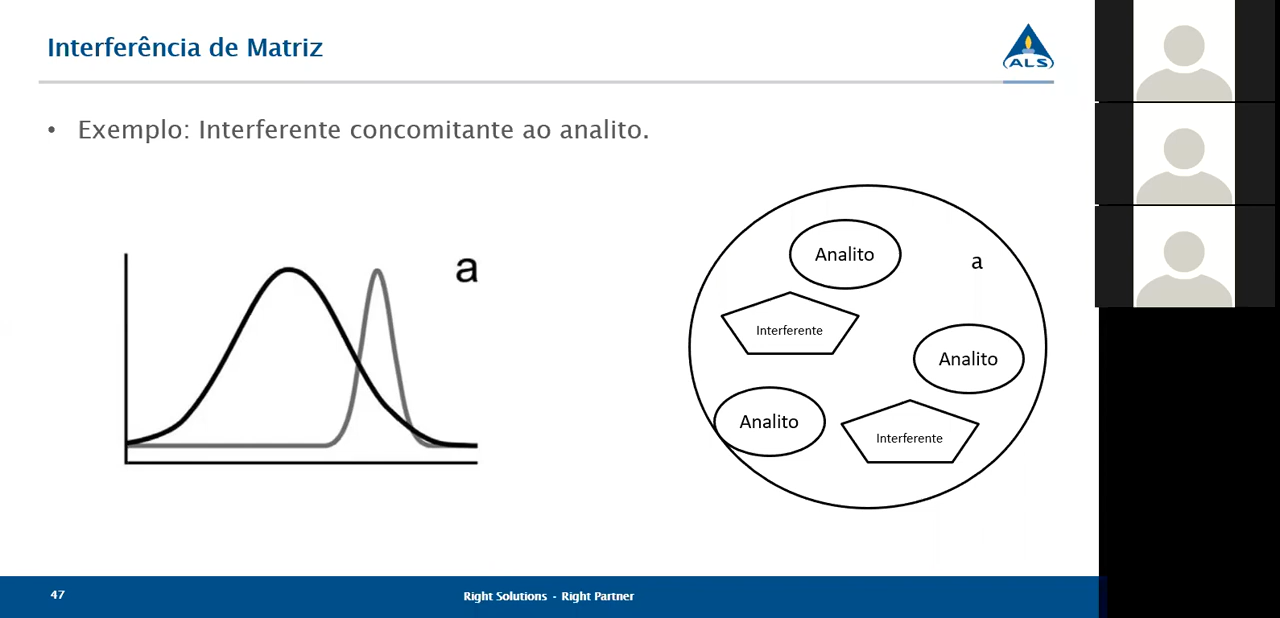 Interferência de Matriz
ALS
• Exemplo: Interferente concomitante ao analito.
a
Analito
a
Interferente
Analito
Analito
Interferente
47
Right Solutions - Right Partner